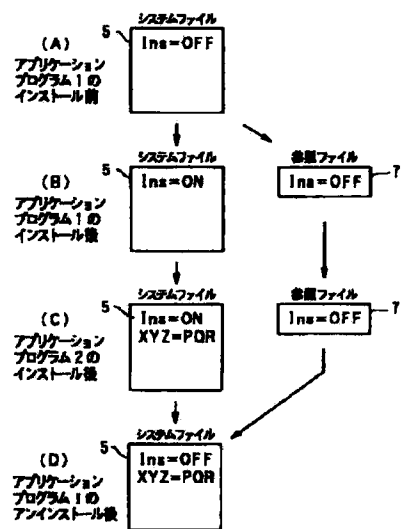 システムファイル
5
(A)
アプリケーション
プログラム1の
インストール前
Ins=OFF
システムファイル
5
(B)
アプリケーション
プログラム1の
インストール後
Ins=ON
参照ファイル
7
Ins=OFF
システムファイル
5
(C)
アプリケーション
プログラム2の
インストール後
Ins=ON
XYZ=PQR
参照ファイル
7
Ins=OFF
システムファイル
5
(D)
アプリケーション
プログラム1の
アンインストール後
Ins=OFF
XYZ=PQR